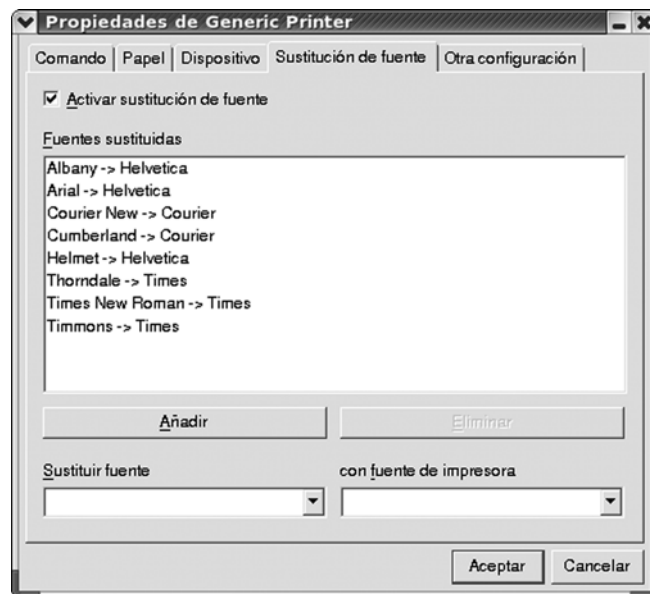 Propiedades de Generic Printer
Comando Papel Dispositivo Sustitución de fuente Otra configuración
Activar sustitución de fuente
Fuentes sustituidas
Albany -> Helvetica
Arial -> Helvetica
Courier New -> Courier
Cumberland -> Courier
Helmet -> Helvetica
Thorndale -> Times
Times New Roman -> Times
Timmons -> Times
Añadir Eliminar
Sustituir fuente con fuente de impresora
Aceptar Cancelar